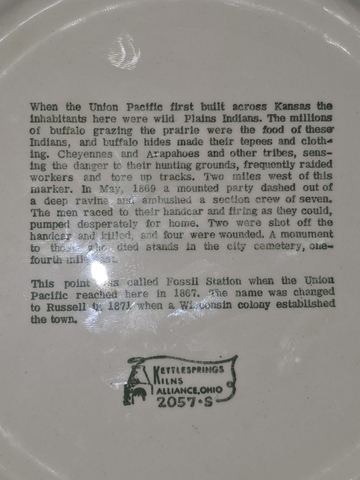 When the Union Pacific first built across Kansas the
inhabitants here were wild Plains Indians. The millions
of buffalo grazing the prairie were the food of these
Indians, and buffalo hides made their tepees and cloth-
ing. Cheyennes and Arapahoes and other tribes, sens-
ing the danger to their hunting grounds, frequently raided
workers and tore up tracks. Two miles west of this
marker. In May, 1869 a mounted party dashed out of
a deep ravine and ambushed a section crew of seven.
The men raced to their handcar and firing as they could,
pumped desperately for home. Two were shot off the
handcar and killed, and four were wounded. A monument
to those who died stands in the city cemetery, one-
fourth mile east.
This point was called Fossil Station when the Union
Pacific reached here in 1867. The name was changed
to Russell in 1871 when a Wisconsin colony established
the town.
KETTLESPRINGS
KILNS
ALLIANCE, OHIO
2057-S